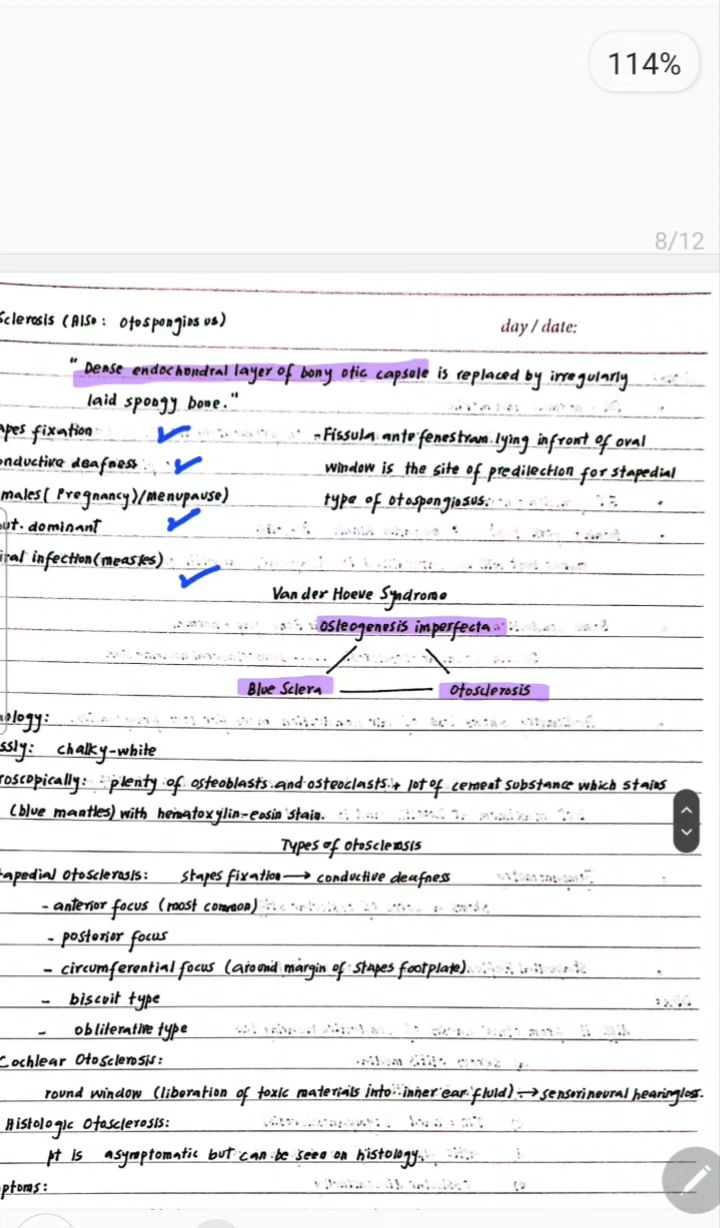 114%
8/12
Sclerosis (Also: Otospongiosus)
day / date:
" Dense endochondral layer of bony otic capsole is replaced by irregularly
laid spongy bone."
apes fixation
onductive deafness
males( Pregnancy)/menupause)
ut. dominant
iral infection(measles)
-Fissula ante fenestram lying infront of oval
window is the site of predilection for stapedial
type of otospongiosus.
Van der Hoeve Syndrome
Osteogenesis imperfecta
Blue Sclera
Otosclerosis
ology:
ssly: chalky-white
roscopically: plenty of osteoblasts and osteoclasts + lot of cement substance which stains
(blue mantles) with hematoxylin-eosin stain.
Types of otosclerosis
apedial Otosclerosis: stapes fixation → conductive deafness
- anterior focus (most common)
- posterior focus
- circumferential focus (around margin of stapes footplate)
- biscuit type
- obliterative type
Cochlear Otosclerosis:
round window (liberation of toxic materials into inner ear fluid) → sensorineural hearing loss.
Histologic Otosclerosis:
pt is asymptomatic but can be seen on histology.
ptoms: